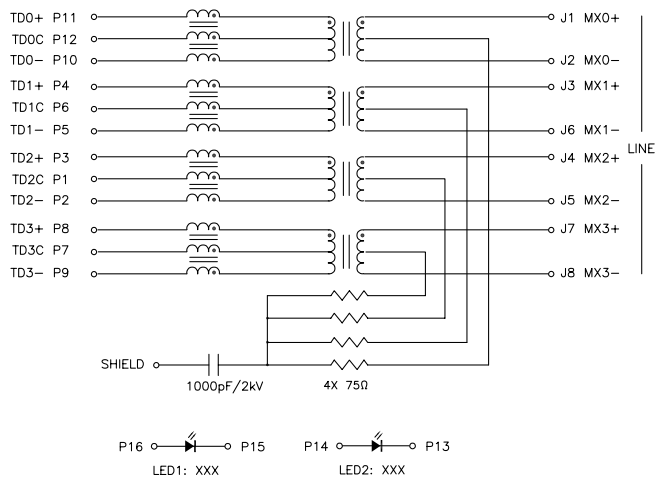 TD0+ P11 J1 MX0+
TD0C P12
TD0- P10 J2 MX0-
TD1+ P4 J3 MX1+
TD1C P6
TD1- P5 J6 MX1-
LINE
TD2+ P3 J4 MX2+
TD2C P1
TD2- P2 J5 MX2-
TD3+ P8 J7 MX3+
TD3C P7
TD3- P9 J8 MX3-
SHIELD
1000pF/2kV 4X 75Ω
P16 P15 P14 P13
LED1: XXX LED2: XXX